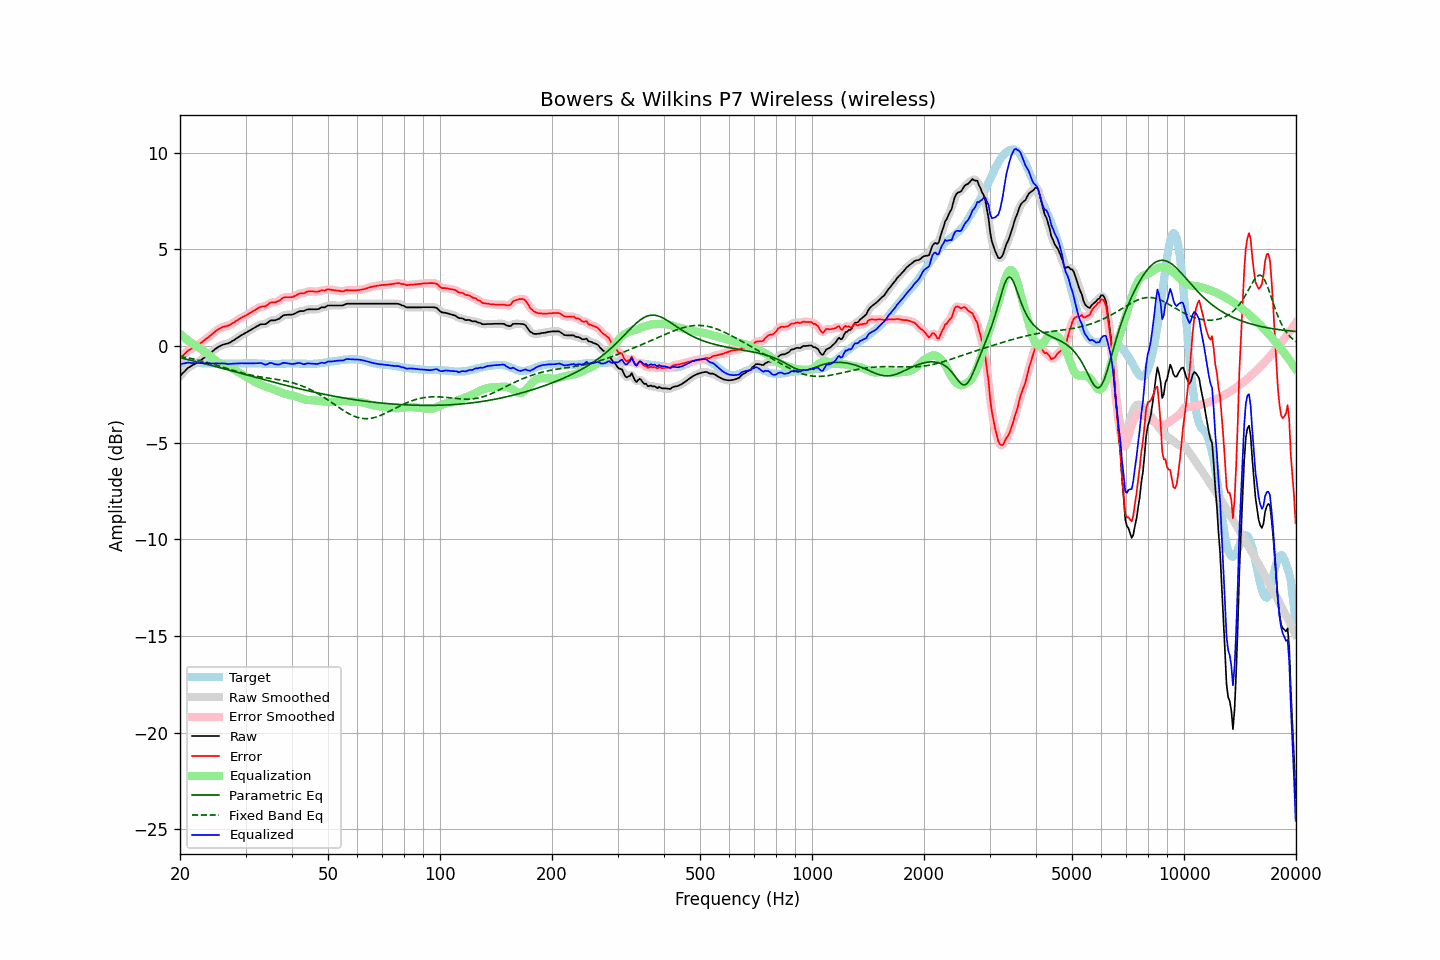 Bowers & Wilkins P7 Wireless (wireless)
Amplitude (dBr)
10
5
0
−5
−10
−15
−20
−25
Target
Raw Smoothed
Error Smoothed
Raw
Error
Equalization
Parametric Eq
Fixed Band Eq
Equalized
20 50 100 200 500 1000 2000 5000 10000 20000
Frequency (Hz)